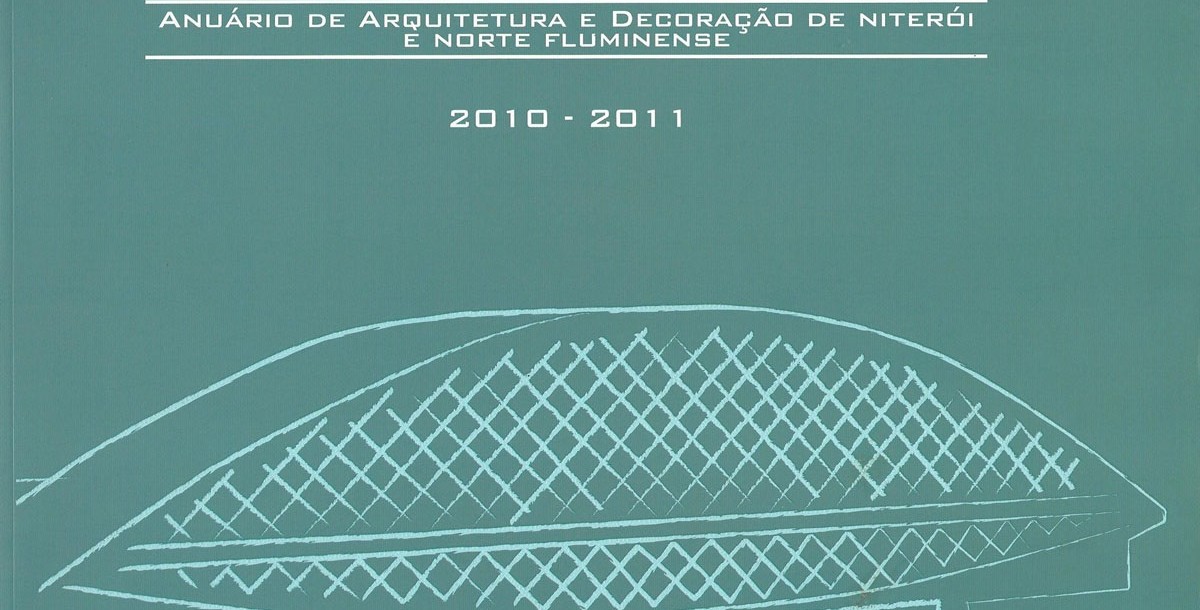 Anuário de Arquitetura e Decoração de niterói
e norte fluminense
2010 - 2011